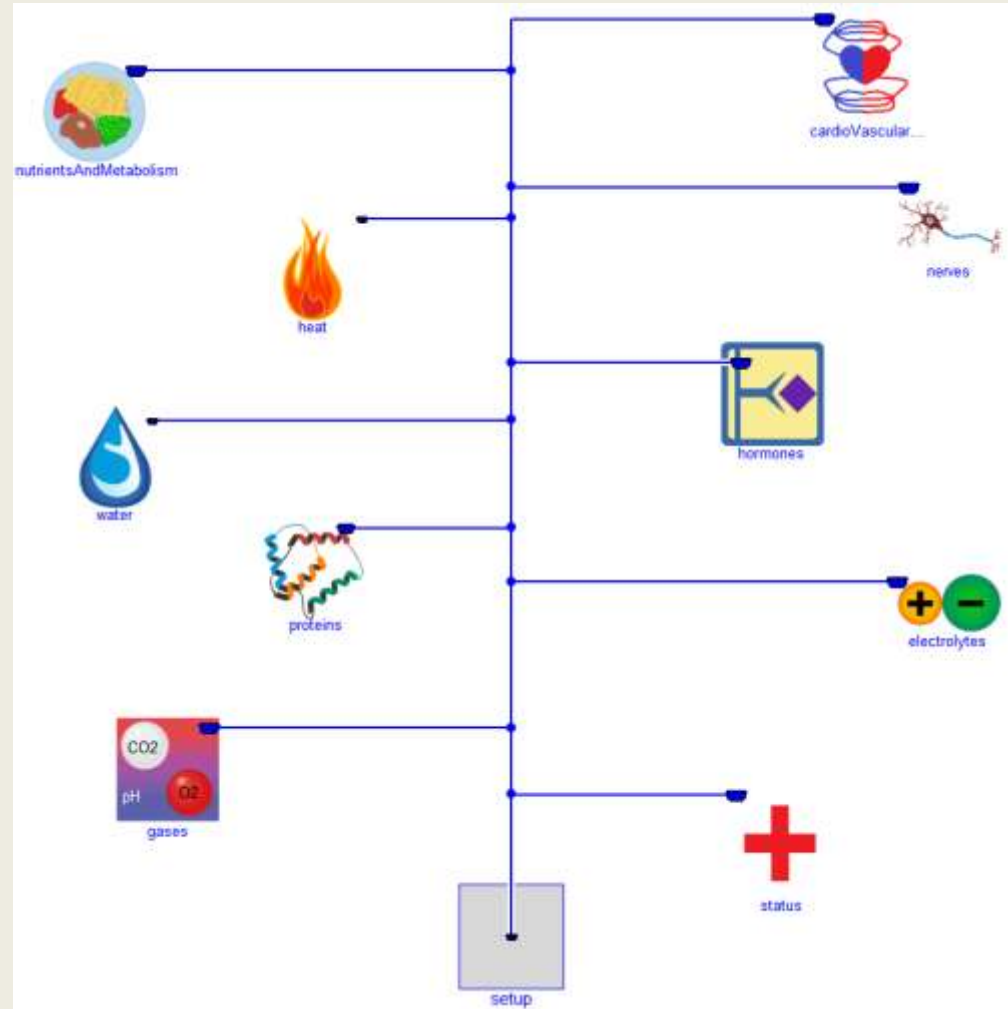 cardioVascular...
nutrientsAndMetabolism
nerves
heat
hormones
water
proteins
electrolytes
CO2
pH
O2
gases
status
setup